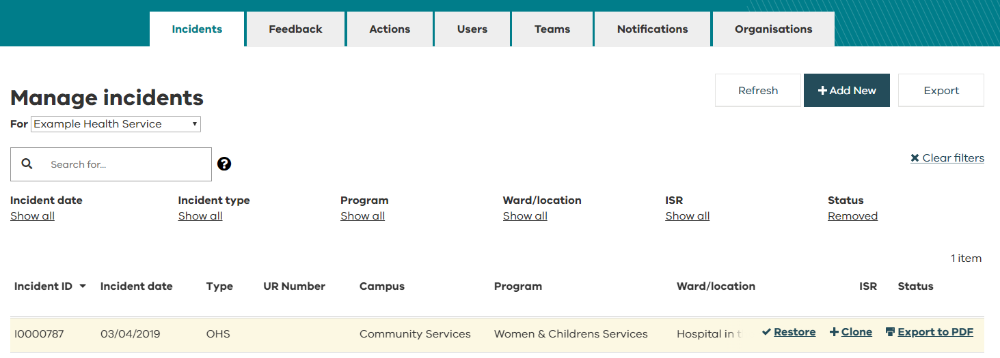 Incidents Feedback Actions Users Teams Notifications Organisations
Refresh Add New Export
Manage incidents
For Example Health Service
Search for...
Clear filters
Incident date Incident type Program Ward/location ISR Status
Show all Show all Show all Show all Show all Removed
1 item
Incident ID Incident date Type UR Number Campus Program Ward/location ISR Status
I0000787 03/04/2019 OHS Community Services Women & Childrens Services Hospital in t Restore Clone Export to PDF